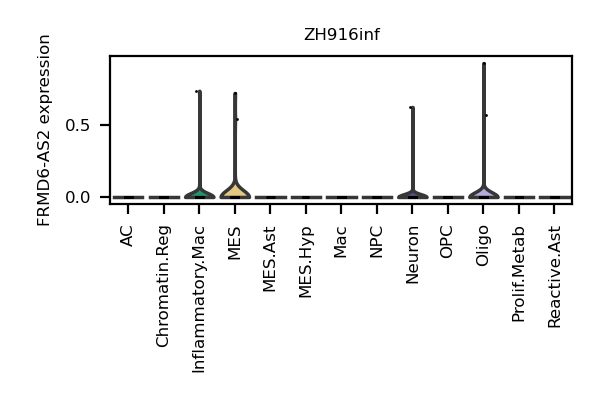 ZH916inf
FRMD6-AS2 expression
0.5
0.0
AC
Chromatin.Reg
Inflammatory.Mac
MES
MES.Ast
MES.Hyp
Mac
NPC
Neuron
OPC
Oligo
Prolif.Metab
Reactive.Ast